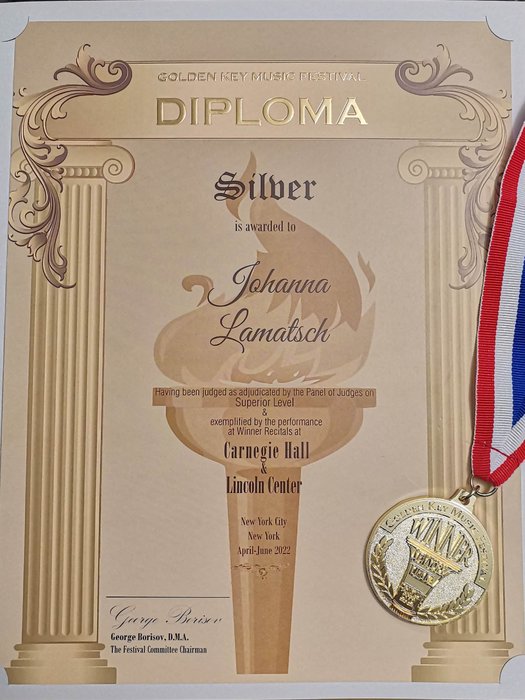 GOLDEN KEY MUSIC FESTIVAL
DIPLOMA
Silver
is awarded to
Johanna
Lamatsch
Having been judged as adjudicated by the Panel of Judges on
Superior Level
&
exemplified by the performance
at Winner Recitals at
Carnegie Hall
&
Lincoln Center
New York City
New York
April-June 2022
George Borisov
George Borisov, D.M.A.
The Festival Committee Chairman
GOLDEN KEY MUSIC FESTIVAL
WINNER